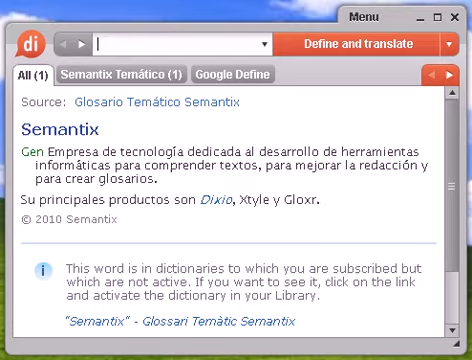 Menu
di
Define and translate
All (1)
Semantix Temático (1)
Google Define
Source: Glosario Temático Semantix
Semantix
Gen Empresa de tecnología dedicada al desarrollo de herramientas
informáticas para comprender textos, para mejorar la redacción y
para crear glosarios.
Su principales productos son Dixio, Xtyle y Gloxr.
© 2010 Semantix
i
This word is in dictionaries to which you are subscribed but
which are not active. If you want to see it, click on the link
and activate the dictionary in your Library.
"Semantix" - Glossari Temàtic Semantix